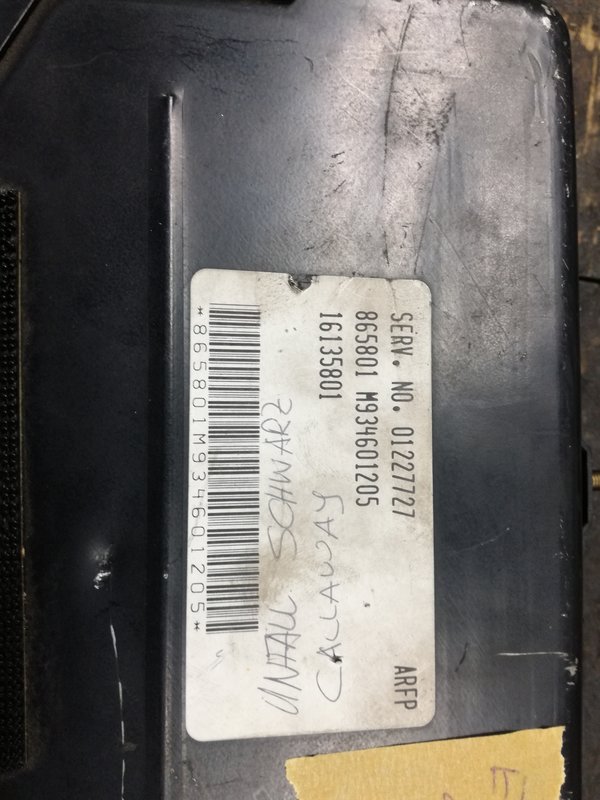 SERV. NO. 01227727 ARFP
865801 M934601205
16135801
CALLAWAY
UNFALL SCHWARZ
*865801M934601205*